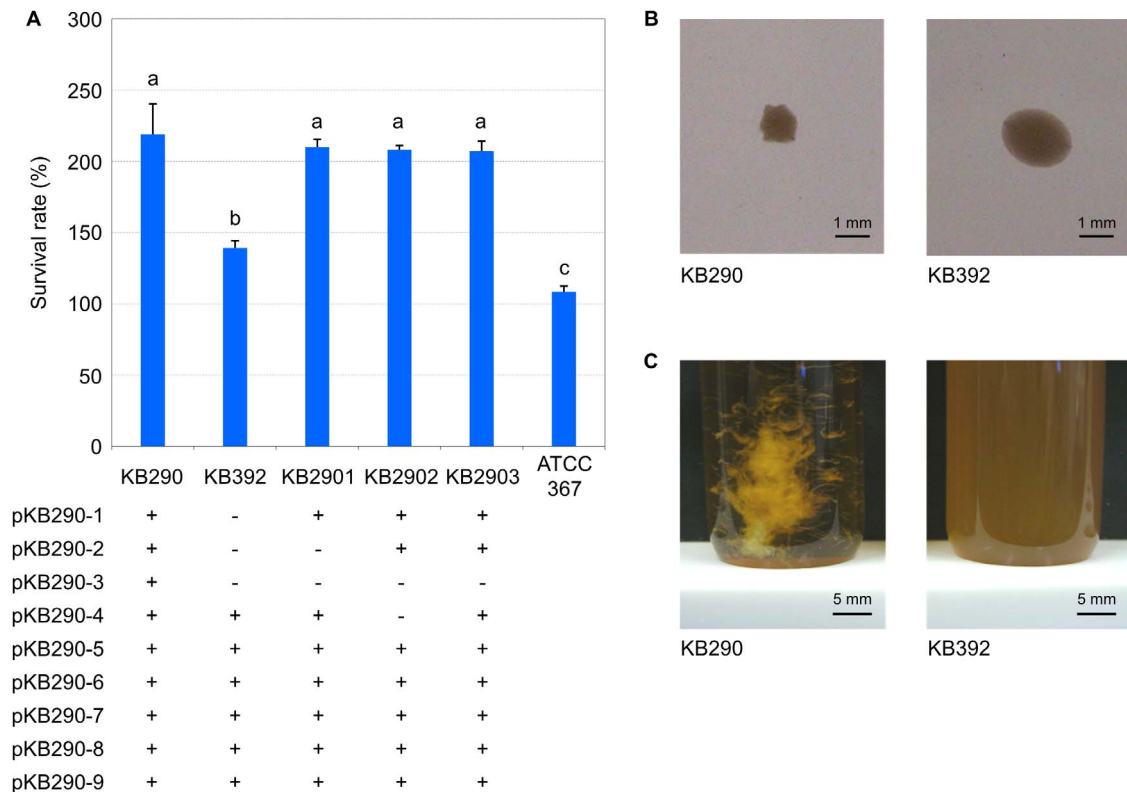 A
300
250
200
150
100
50
0
Survival rate (%)
a
b
a
a
a
c
KB290 KB392 KB2901 KB2902 KB2903 ATCC
367
pKB290-1 + - + + +
pKB290-2 + - - + +
pKB290-3 + - - - -
pKB290-4 + + + - +
pKB290-5 + + + + +
pKB290-6 + + + + +
pKB290-7 + + + + +
pKB290-8 + + + + +
pKB290-9 + + + + +
B
1 mm
1 mm
KB290 KB392
C
5 mm
5 mm
KB290 KB392